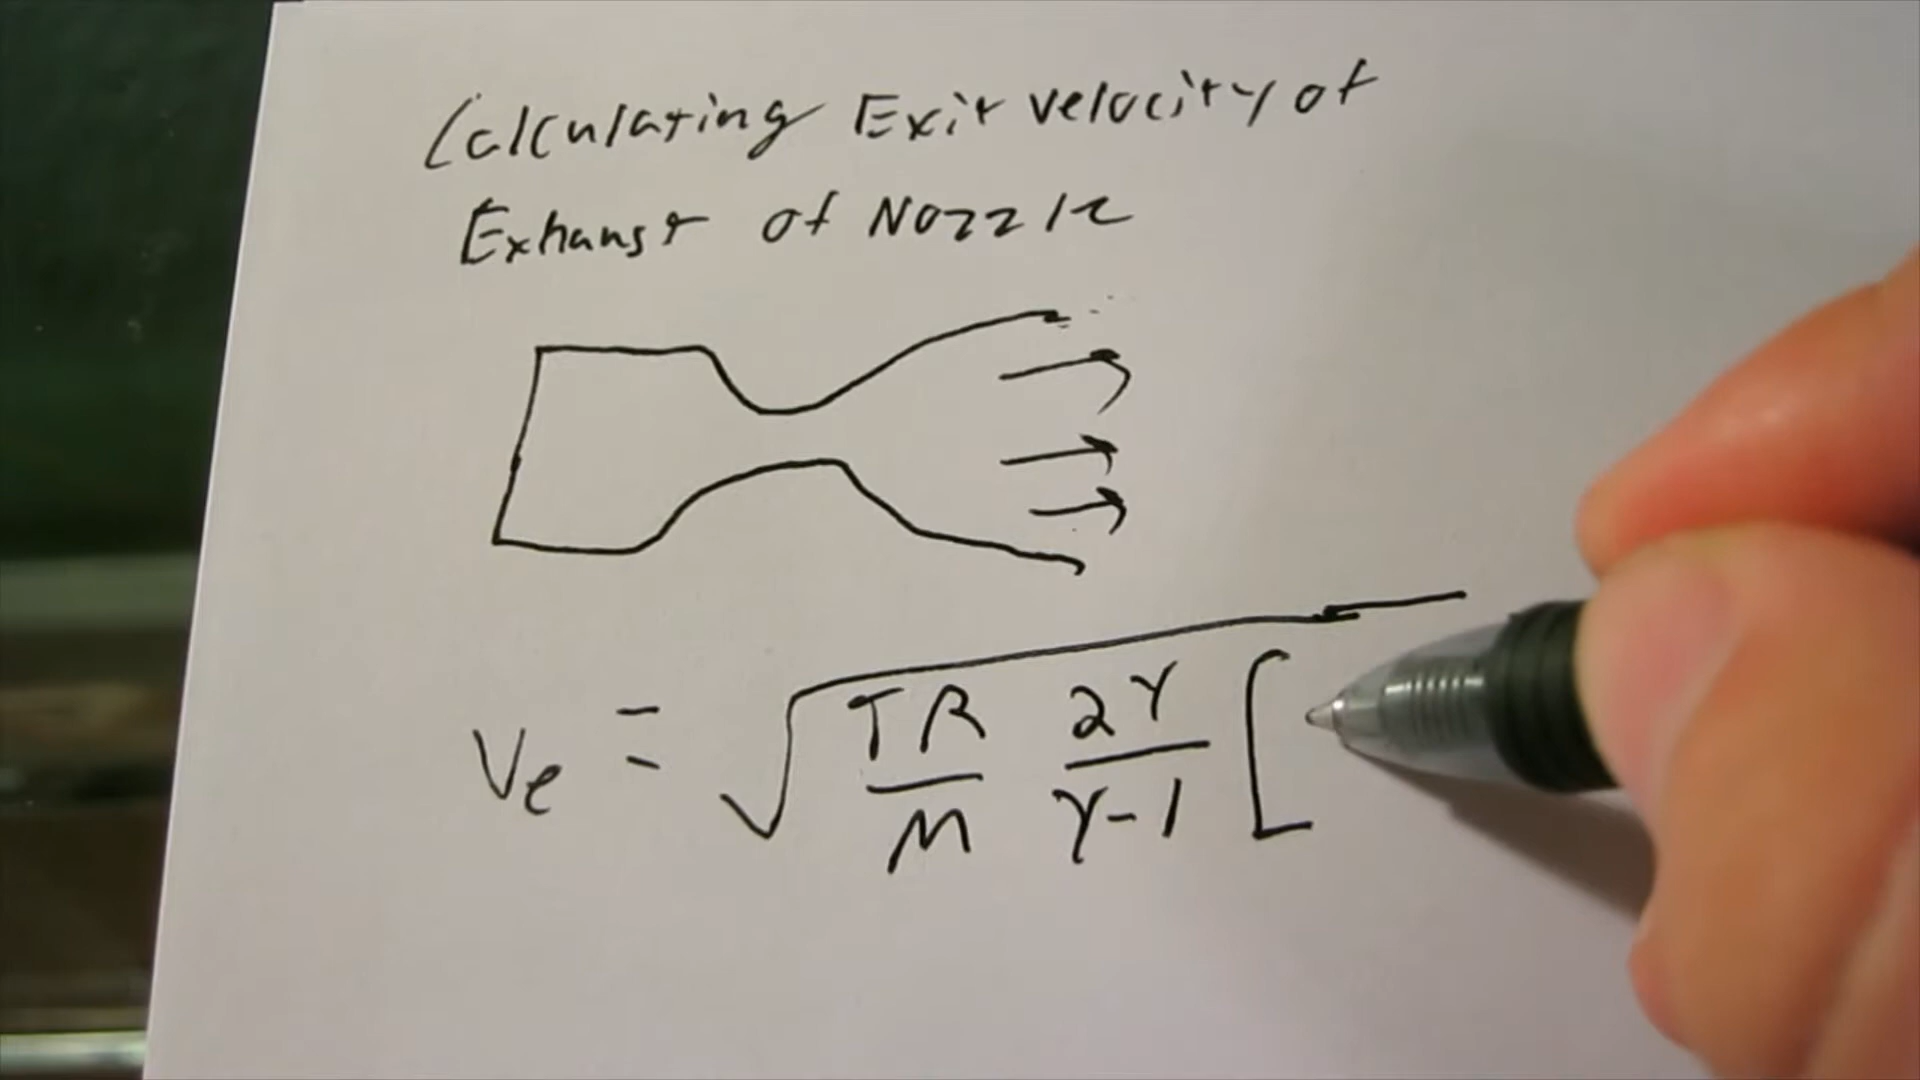 Calculating Exit velocity of
Exhaust of Nozzle
Ve = √ TR/M 2γ/γ-1 [